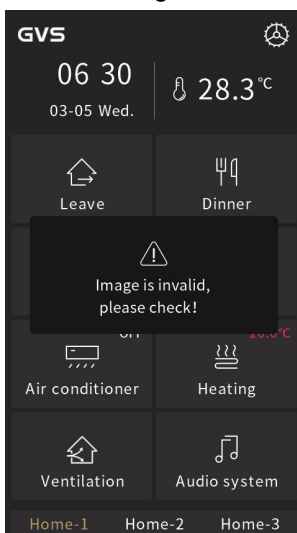 GVS
06 30
03-05 Wed.
28.3°C
Leave
Dinner
Image is invalid,
please check!
Air conditioner
Heating
Ventilation
Audio system
Home-1
Home-2
Home-3